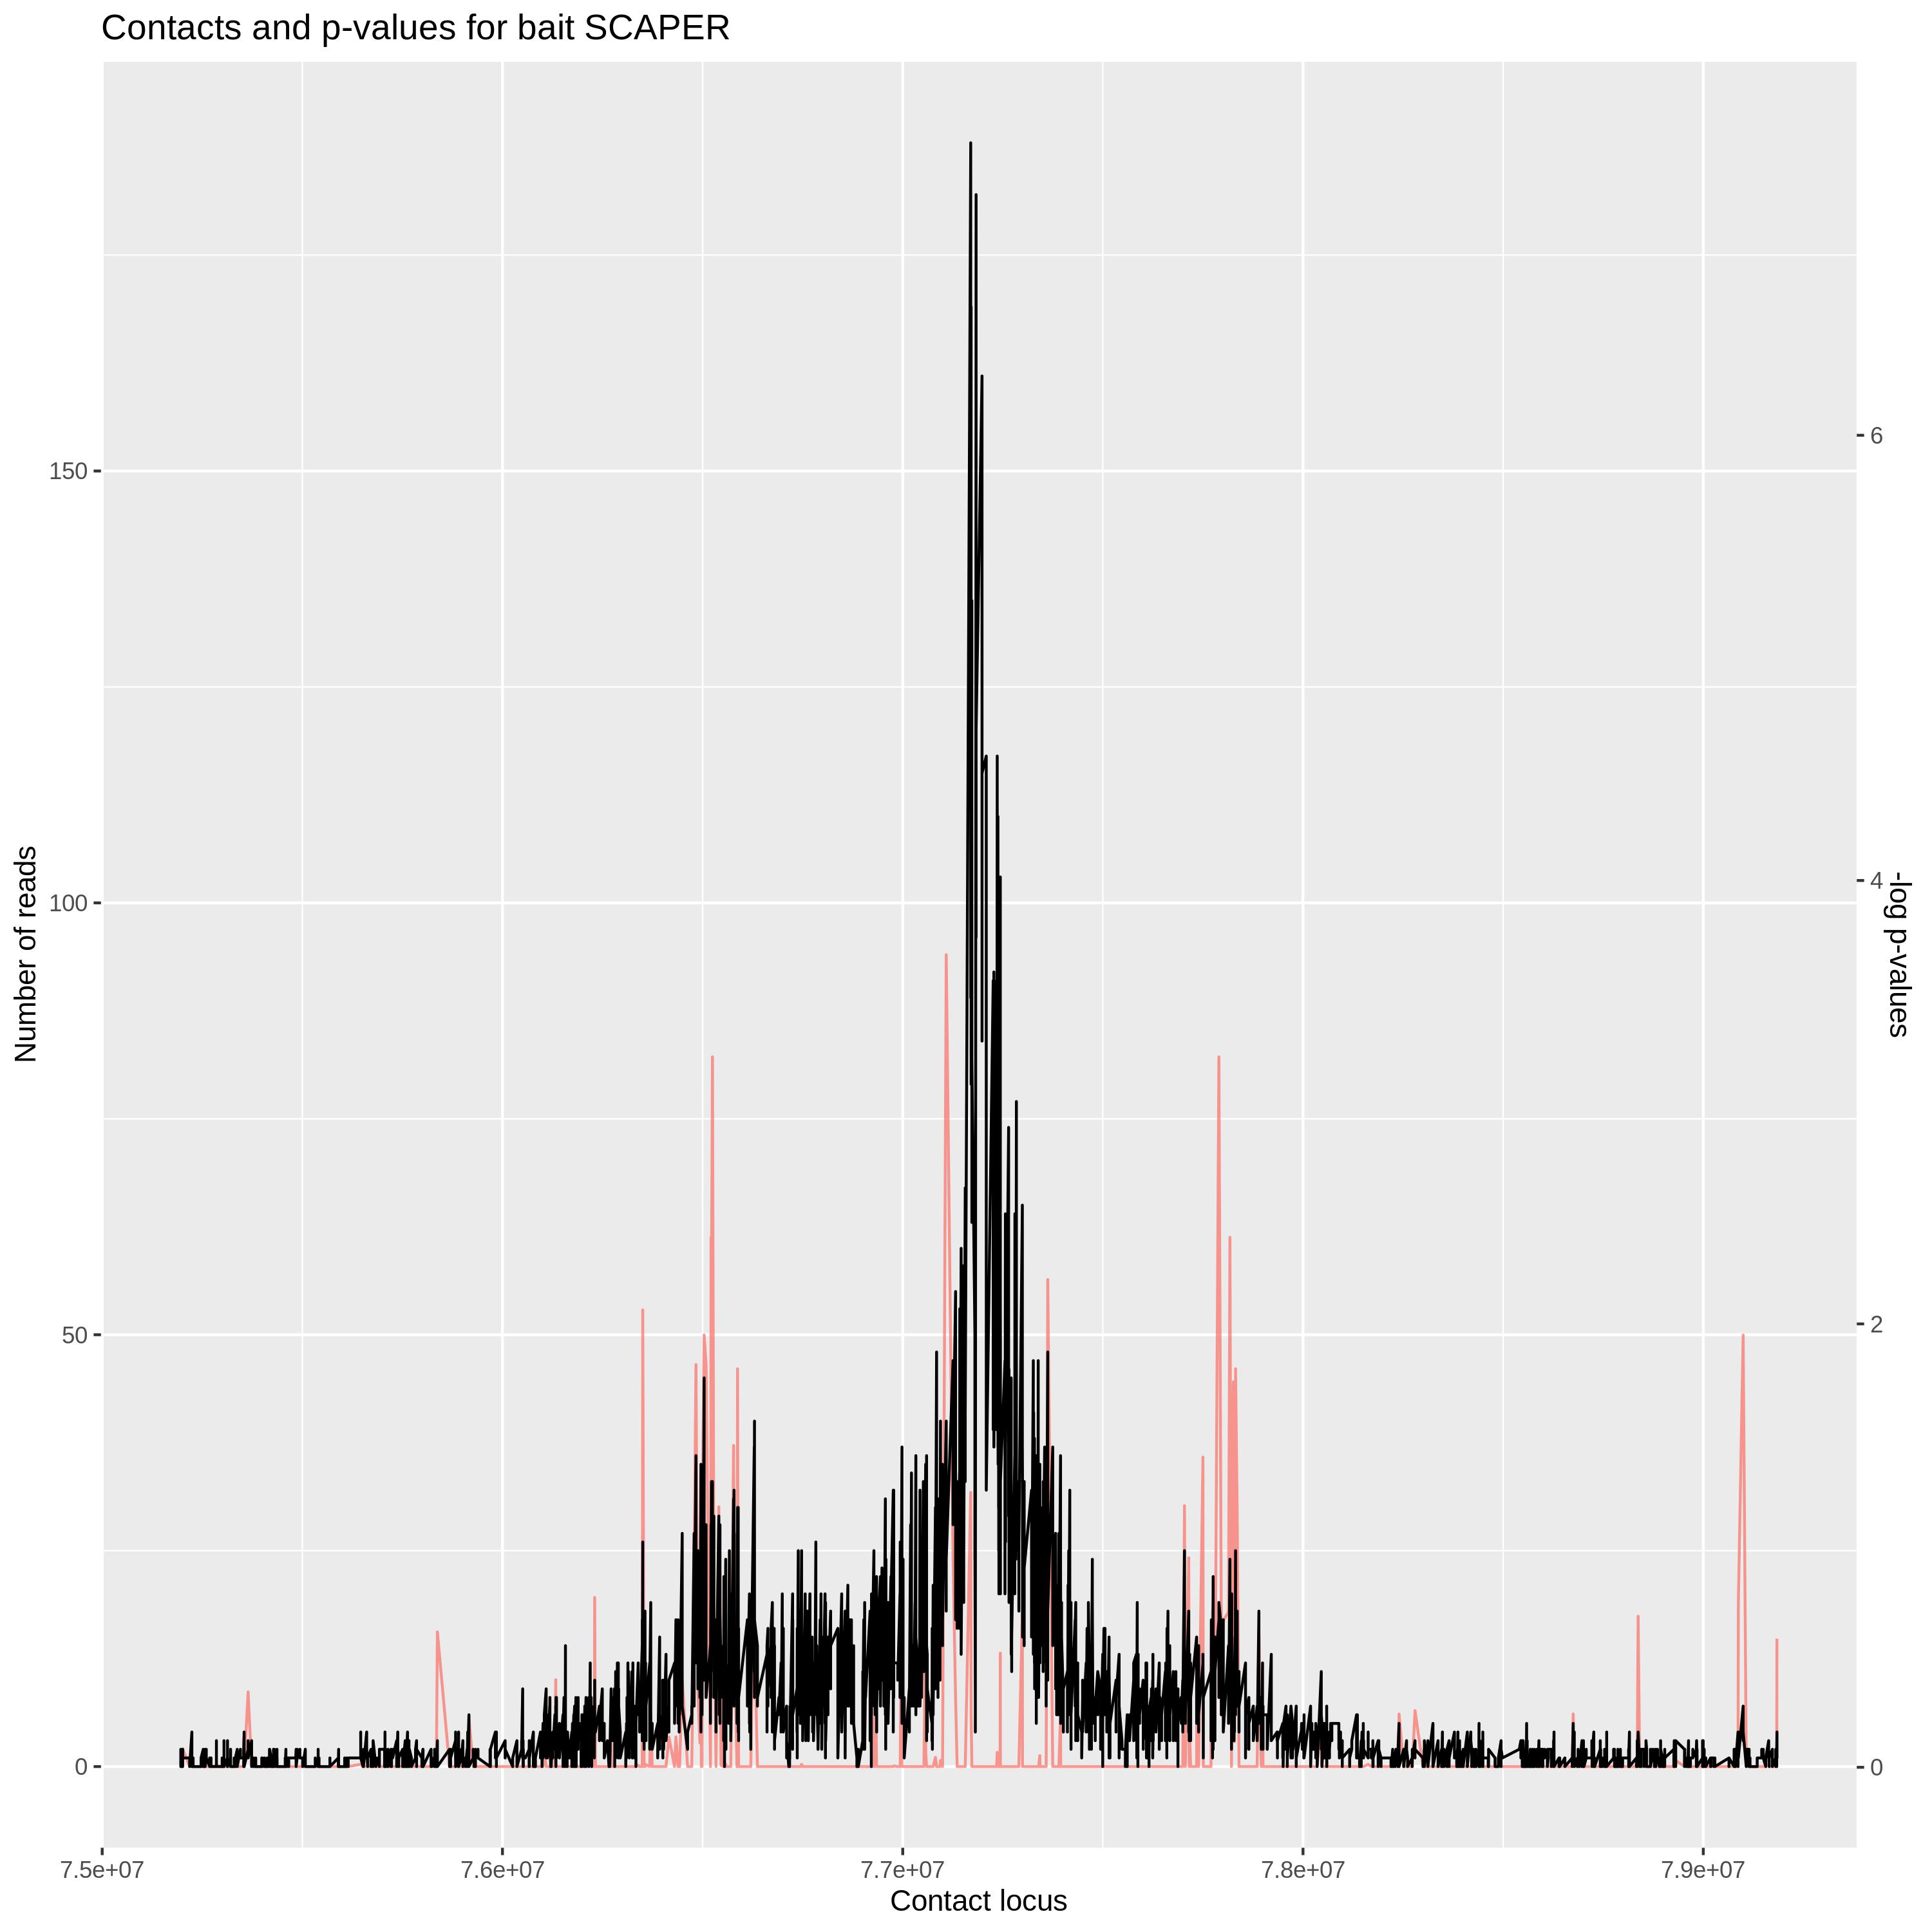 Contacts and p-values for bait SCAPER
150
100
50
0
6
4
2
0
Number of reads
-log p-values
7.5e+07 7.6e+07 7.7e+07 7.8e+07 7.9e+07
Contact locus